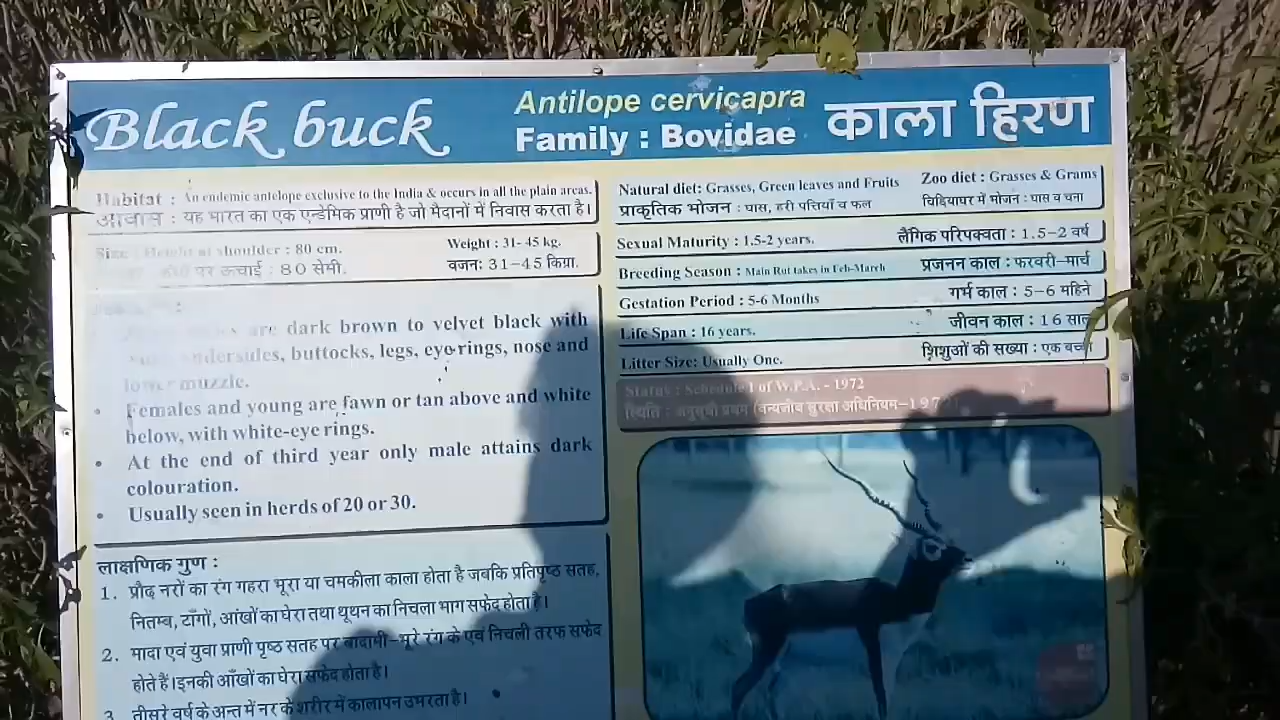 Black buck
Antilope cervicapra
Family : Bovidae
काला हिरण
Habitat : An endemic antelope exclusive to the India & occurs in all the plain areas.
आवास : यह भारत का एक एन्डेमिक प्राणी है जो मैदानों में निवास करता है।
Size : Height at shoulder : 80 cm.
Weight : 31- 45 kg.
पर ऊचाई : 80 सेमी.
वजन: 31-45 किग्रा.
are dark brown to velvet black with
undersides, buttocks, legs, eye-rings, nose and
lower muzzle.
• Females and young are fawn or tan above and white
below, with white-eye rings.
• At the end of third year only male attains dark
colouration.
• Usually seen in herds of 20 or 30.
लाक्षणिक गुण :
1. प्रौढ़ नरों का रंग गहरा भूरा या चमकीला काला होता है जबकि प्रतिपृष्ठ सतह,
नितम्ब, टाँगों, आंखों का घेरा तथा थूथन का निचला भाग सफेद होता है।
2. मादा एवं युवा प्राणी पृष्ठ सतह पर बादामी-भूरे रंग के एवं निचली तरफ सफेद
होते हैं। इनकी आँखों का घेरा सफेद होता है।
3. तीसरे वर्ष के अन्त में नर के शरीर में कालापन उभरता है।
Natural diet: Grasses, Green leaves and Fruits
Zoo diet : Grasses & Grams
प्राकृतिक भोजन : घास, हरी पत्तियाँ व फल
चिडियाघर में भोजन : घास व चना
Sexual Maturity : 1.5-2 years.
लैंगिक परिपक्वता : 1.5-2 वर्ष
Breeding Season : Main Rut takes in Feb-March
प्रजनन काल : फरवरी-मार्च
Gestation Period : 5-6 Months
गर्भ काल : 5-6 महिने
Life Span : 16 years.
जीवन काल : 16 साल
Litter Size: Usually One.
शिशुओं की सख्या : एक बच्चा
Status : Schedule I of W.P.A. - 1972
स्थिति : अनुसूची प्रथम (वन्यजीव सुरक्षा अधिनियम-1972)